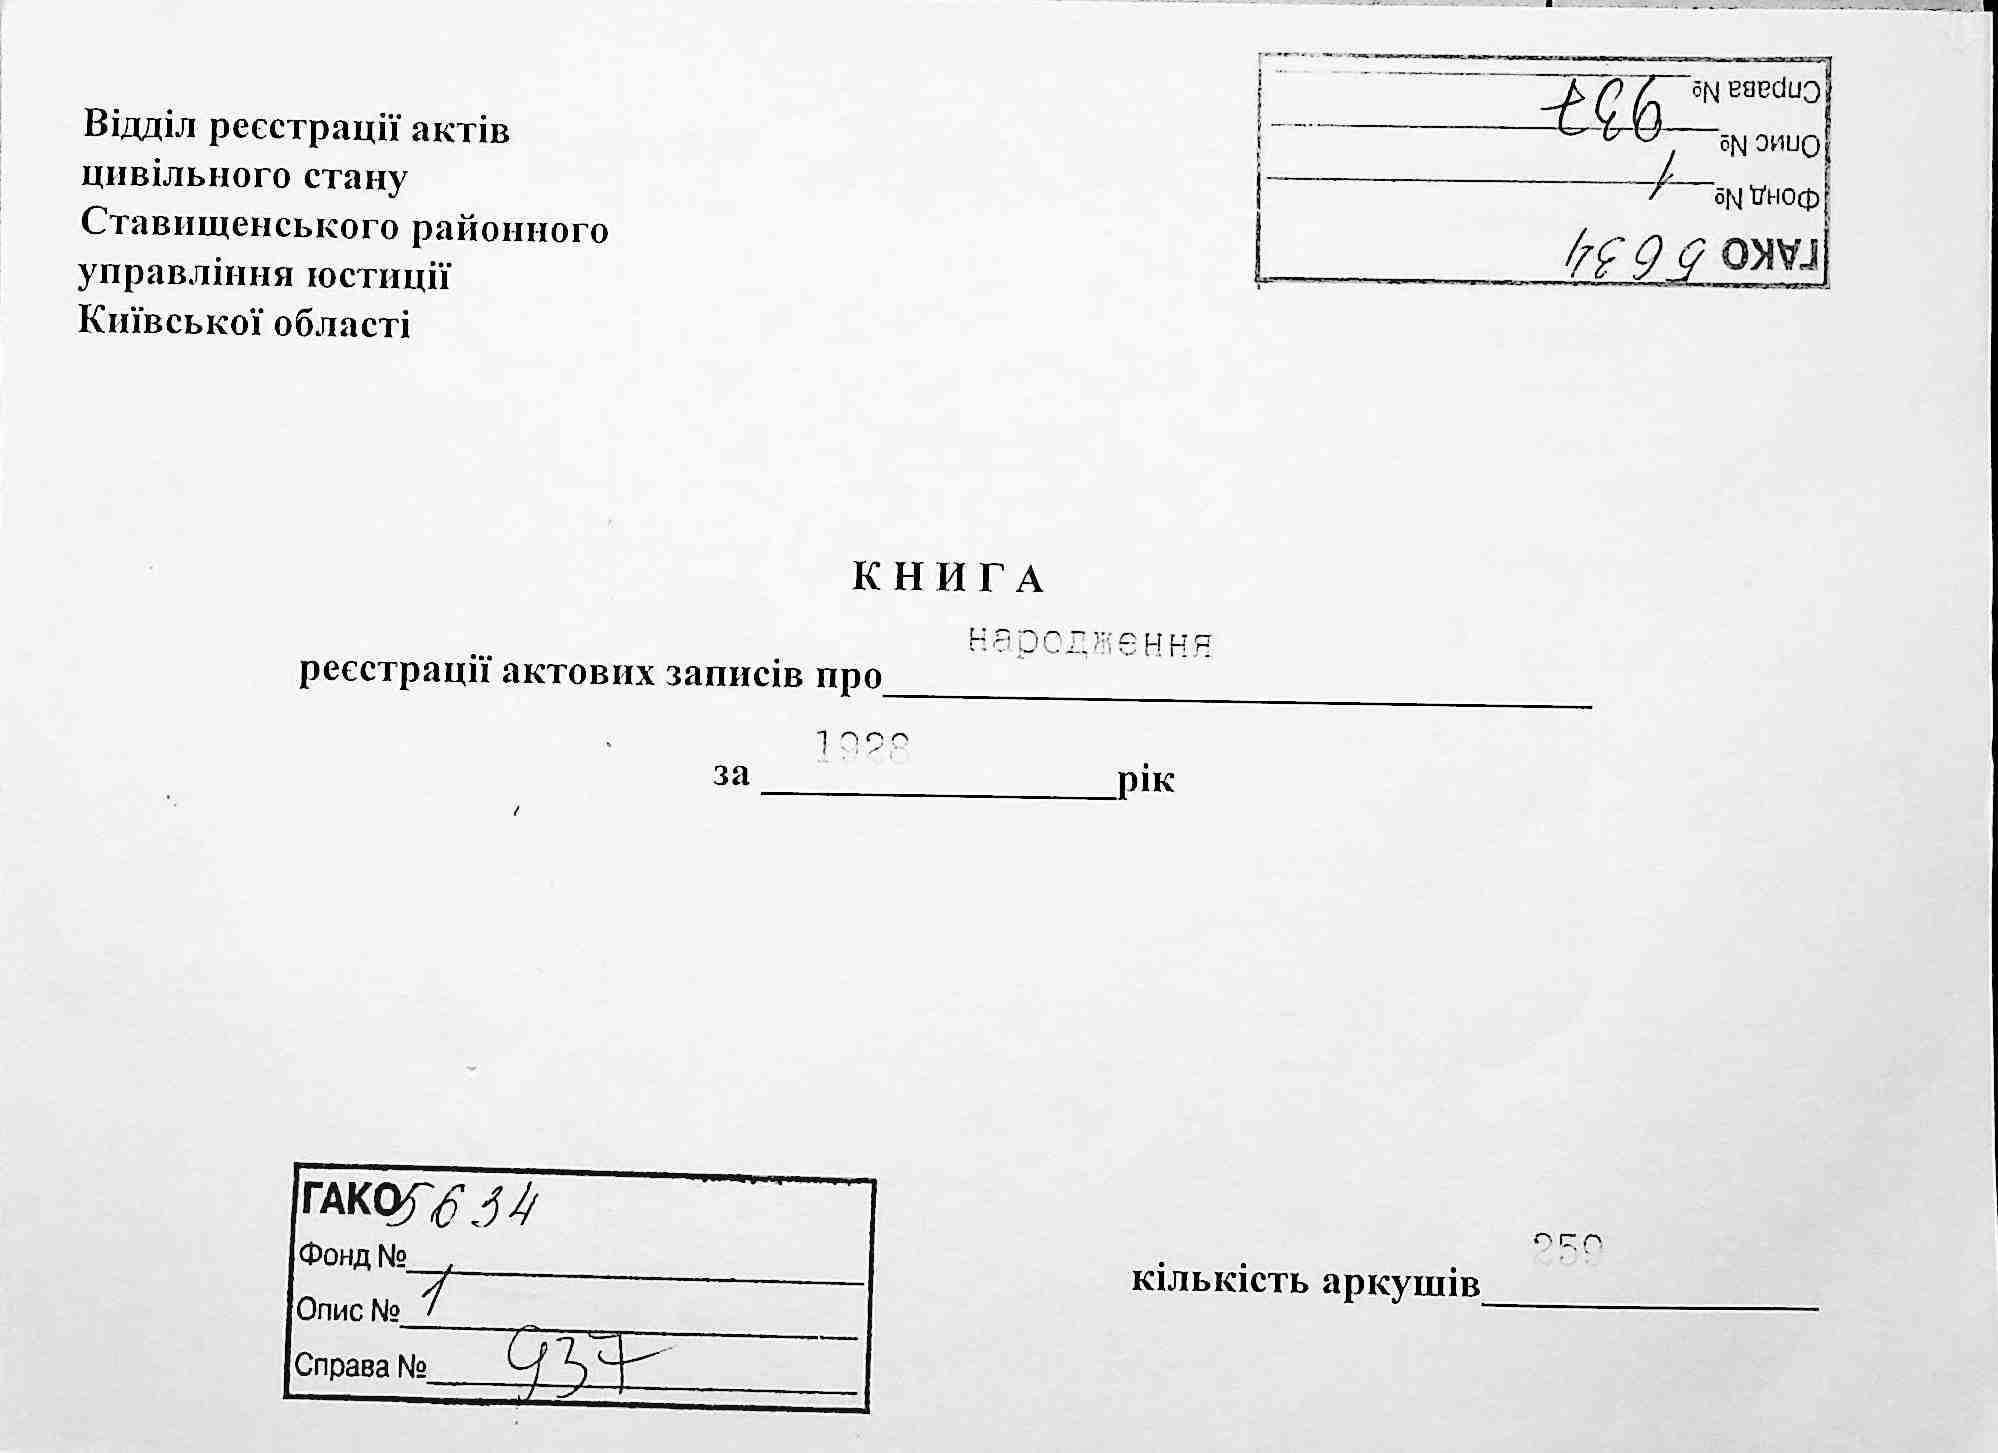 Відділ реєстрації актів
цивільного стану
Ставищенського районного
управління юстиції
Київської області
ГАКО 5634
Фонд №
Опис № 1
Справа № 937
КНИГА
реєстрації актових записів про народження
за 1928 рік
ГАКО 5634
Фонд №
Опис № 1
Справа № 937
кількість аркушів 259